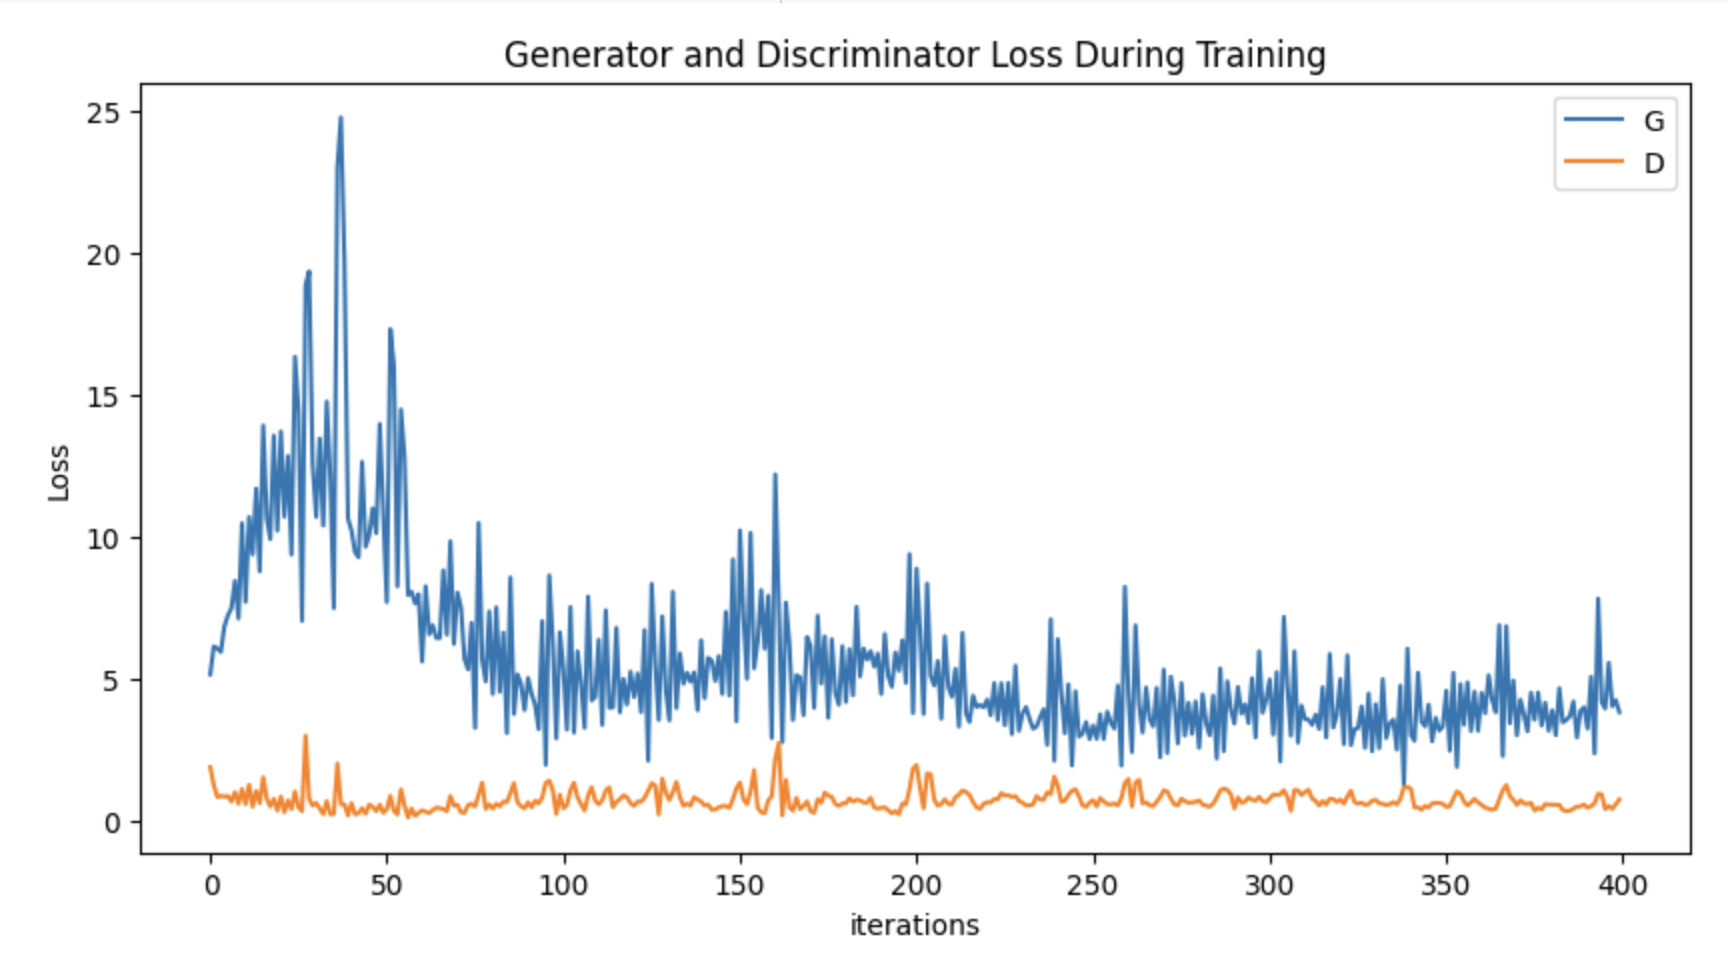 Generator and Discriminator Loss During Training
25
20
15
10
5
0
Loss
G
D
0 50 100 150 200 250 300 350 400
iterations